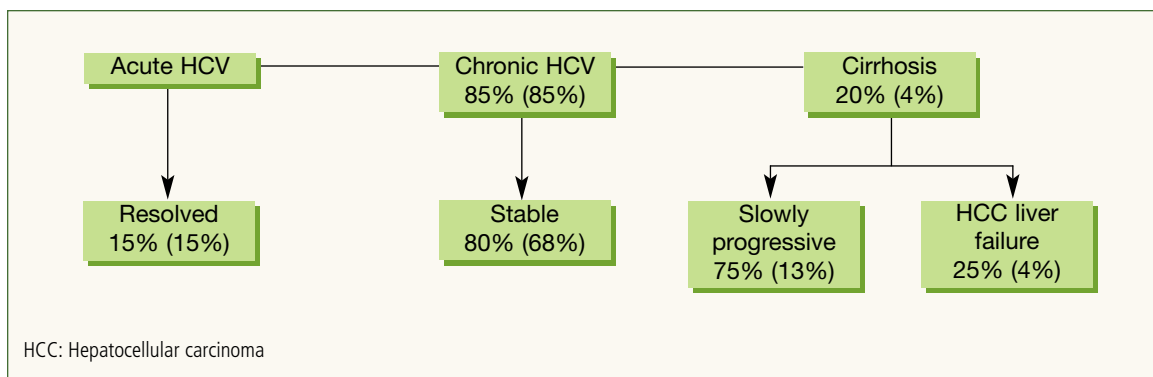 Acute HCV
Chronic HCV
85% (85%)
Cirrhosis
20% (4%)
Resolved
15% (15%)
Stable
80% (68%)
Slowly
progressive
75% (13%)
HCC liver
failure
25% (4%)
HCC: Hepatocellular carcinoma